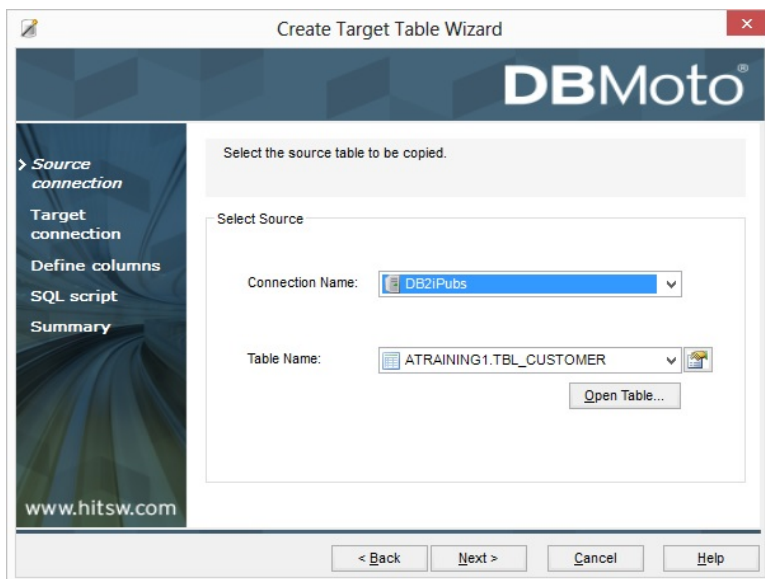 Create Target Table Wizard
DBMoto®
> Source
connection
Target
connection
Define columns
SQL script
Summary
www.hitsw.com
Select the source table to be copied.
Select Source
Connection Name:
DB2iPubs
Table Name:
ATRAINING1.TBL_CUSTOMER
Open Table...
< Back
Next >
Cancel
Help